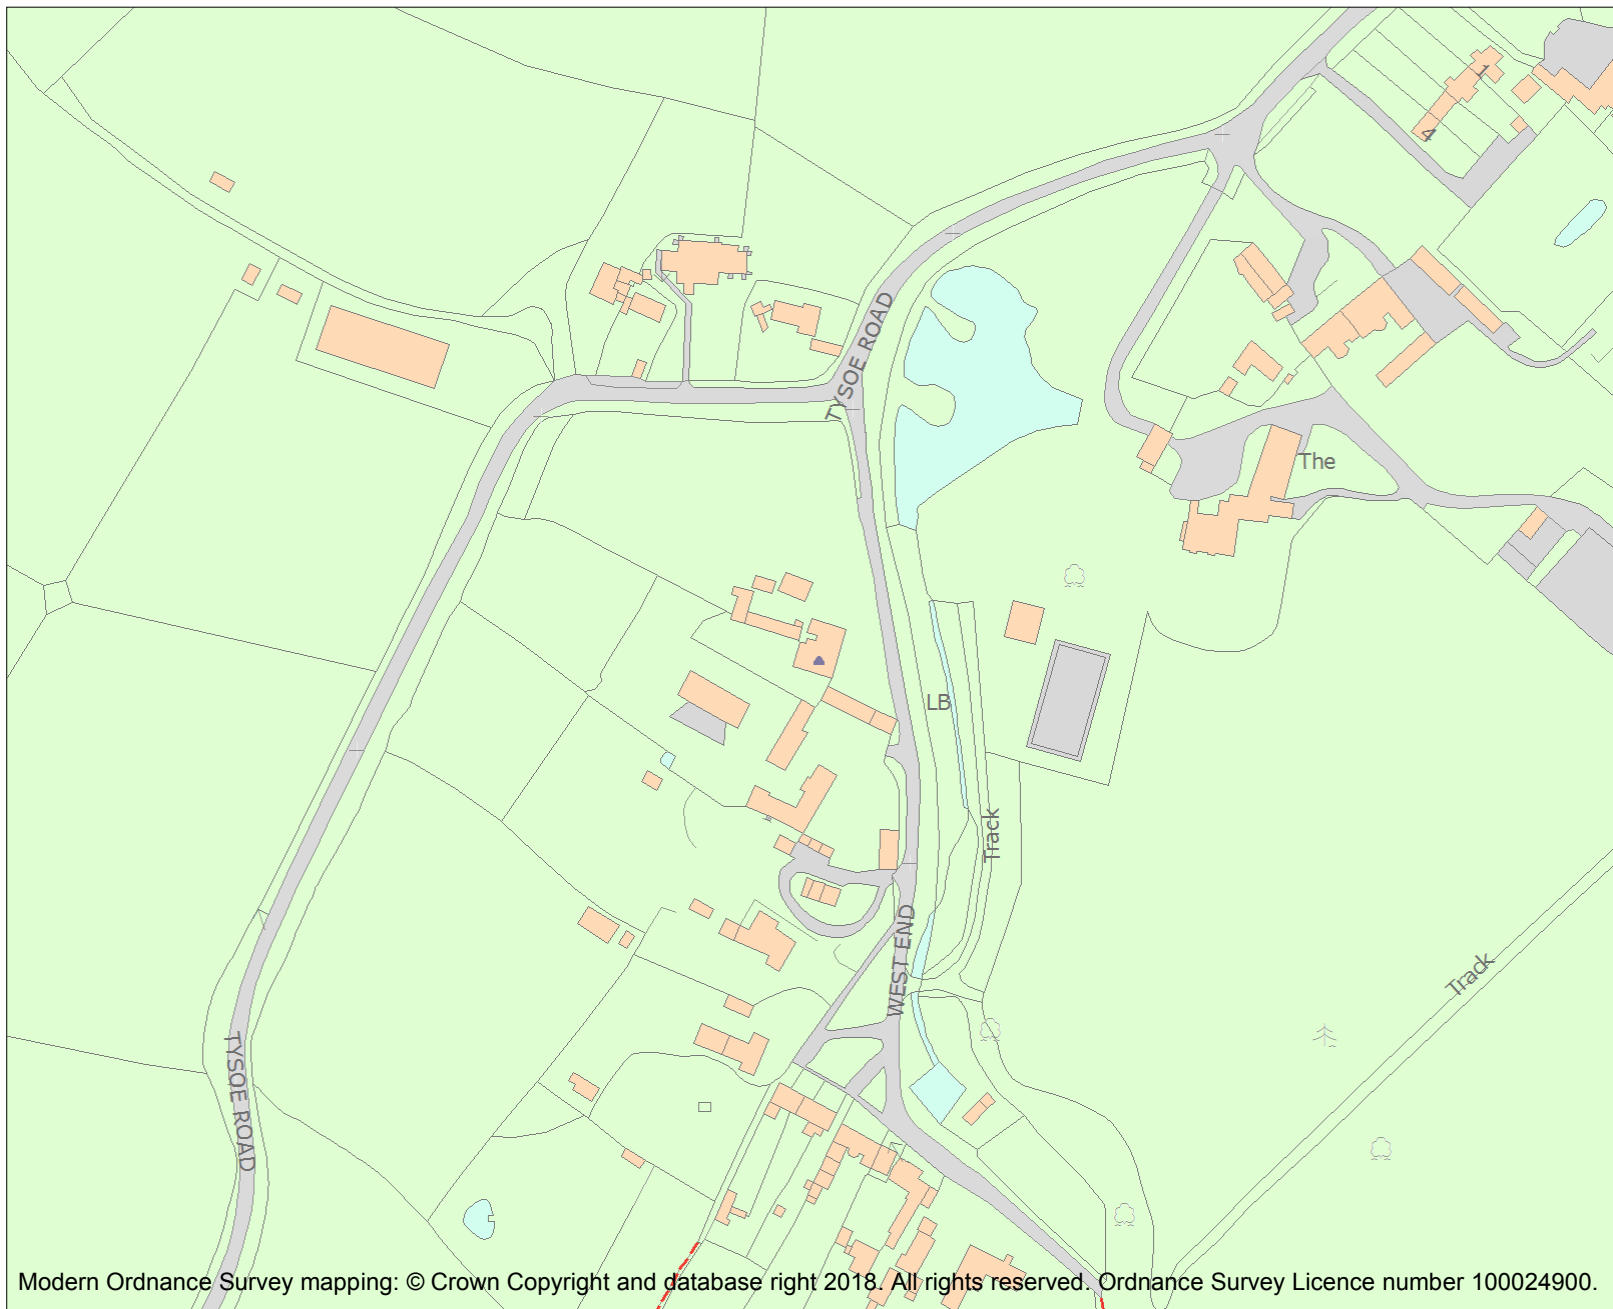 1
4
TYSOE ROAD
The
LB
Track
WEST END
Track
TYSOE ROAD
Modern Ordnance Survey mapping: © Crown Copyright and database right 2018. All rights reserved. Ordnance Survey Licence number 100024900.